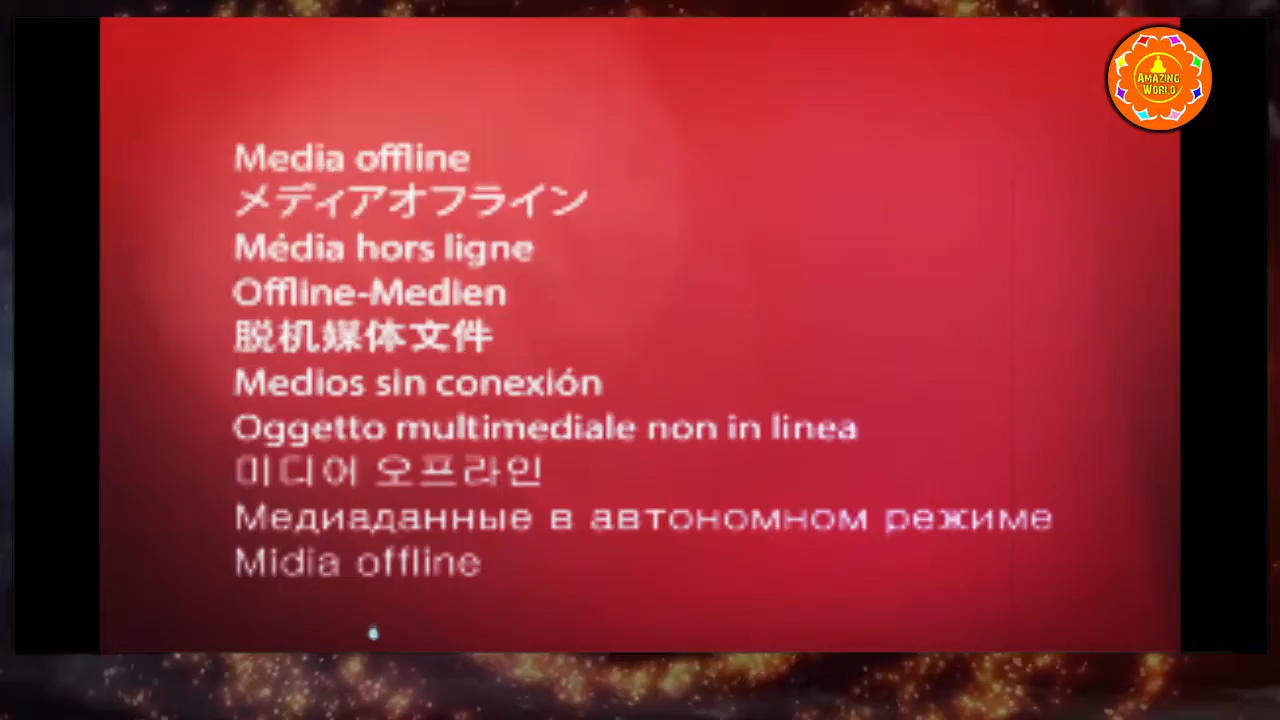 AMAZING
WORLD
Media offline
メディアオフライン
Média hors ligne
Offline-Medien
脱机媒体文件
Medios sin conexión
Oggetto multimediale non in linea
미디어 오프라인
Медиаданные в автономном режиме
Midia offline